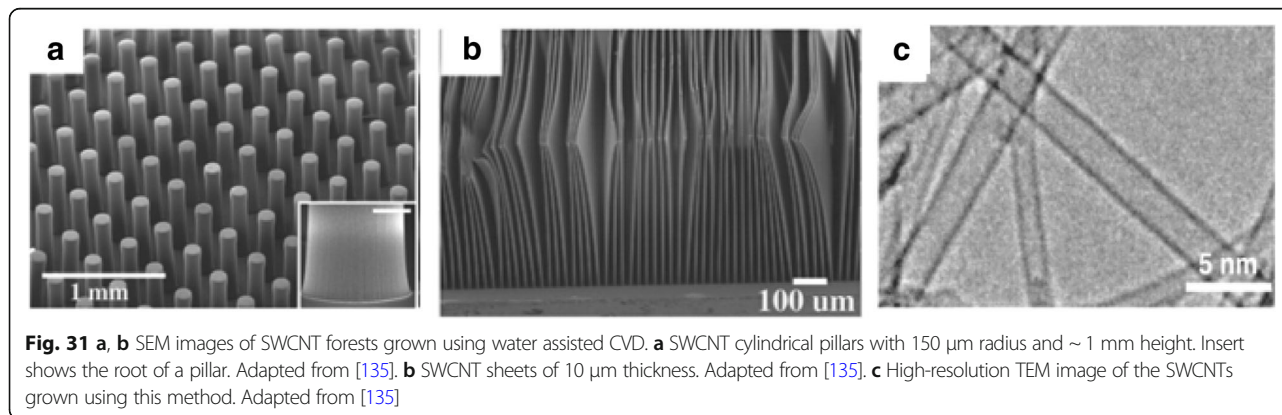 a
b
c
1 mm
100 um
5 nm
Fig. 31 a, b SEM images of SWCNT forests grown using water assisted CVD. a SWCNT cylindrical pillars with 150 μm radius and ~ 1 mm height. Insert
shows the root of a pillar. Adapted from [135]. b SWCNT sheets of 10 μm thickness. Adapted from [135]. c High-resolution TEM image of the SWCNTs
grown using this method. Adapted from [135]